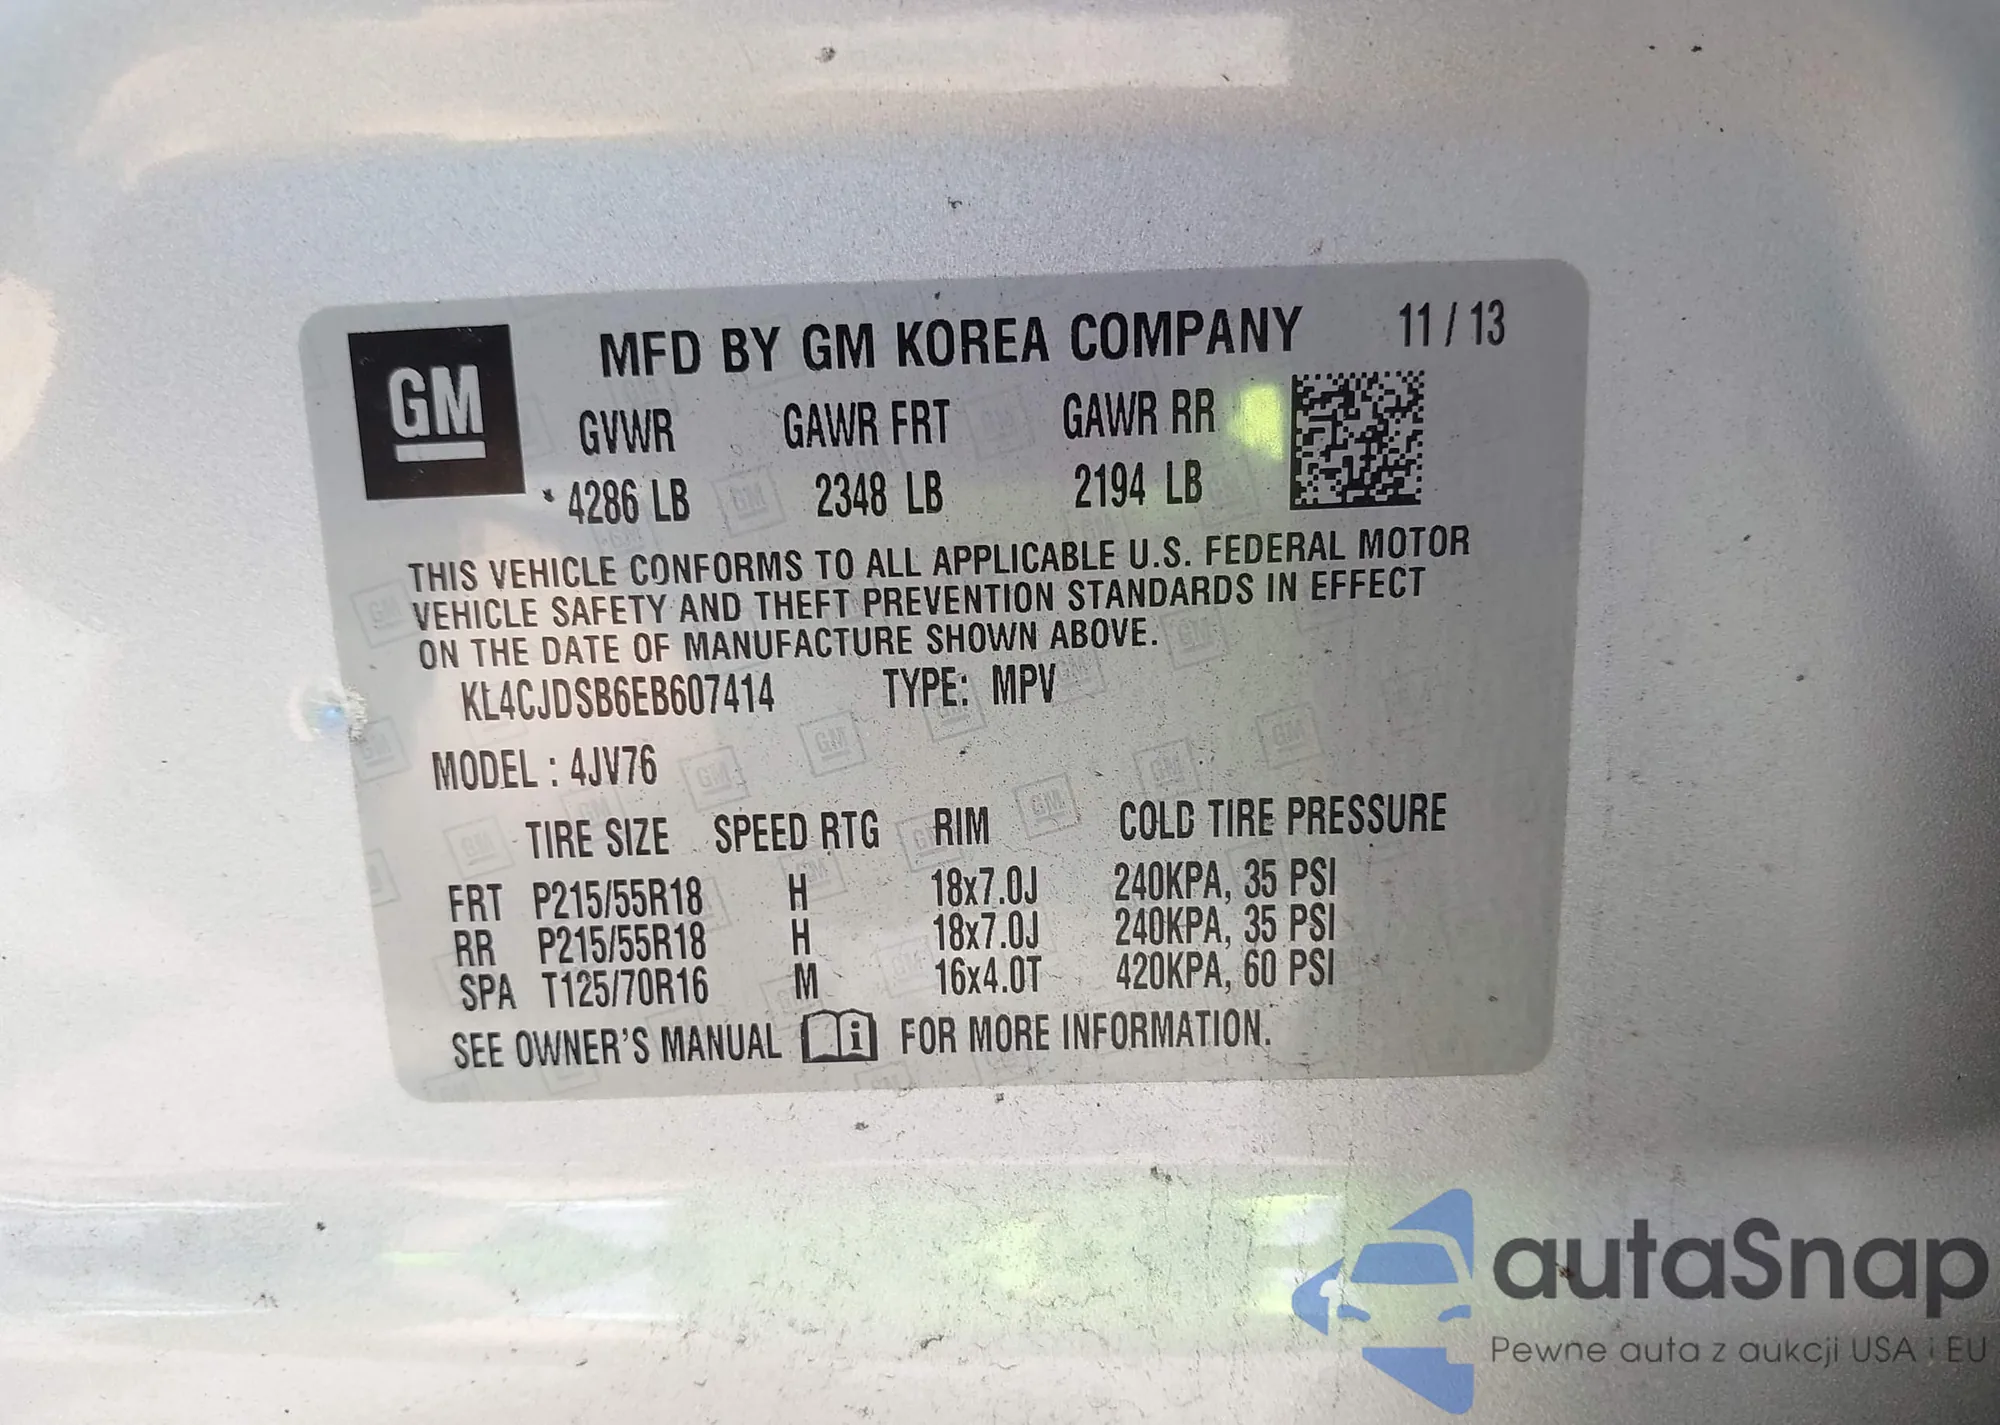 MFD BY GM KOREA COMPANY 11 / 13
GM
GVWR GAWR FRT GAWR RR
4286 LB 2348 LB 2194 LB
THIS VEHICLE CONFORMS TO ALL APPLICABLE U.S. FEDERAL MOTOR
VEHICLE SAFETY AND THEFT PREVENTION STANDARDS IN EFFECT
ON THE DATE OF MANUFACTURE SHOWN ABOVE.
KL4CJDSB6EB607414 TYPE: MPV
MODEL : 4JV76
TIRE SIZE SPEED RTG RIM COLD TIRE PRESSURE
FRT P215/55R18 H 18x7.0J 240KPA, 35 PSI
RR P215/55R18 H 18x7.0J 240KPA, 35 PSI
SPA T125/70R16 M 16x4.0T 420KPA, 60 PSI
SEE OWNER'S MANUAL i FOR MORE INFORMATION.
autaSnap
Pewne auta z aukcji USA i EU